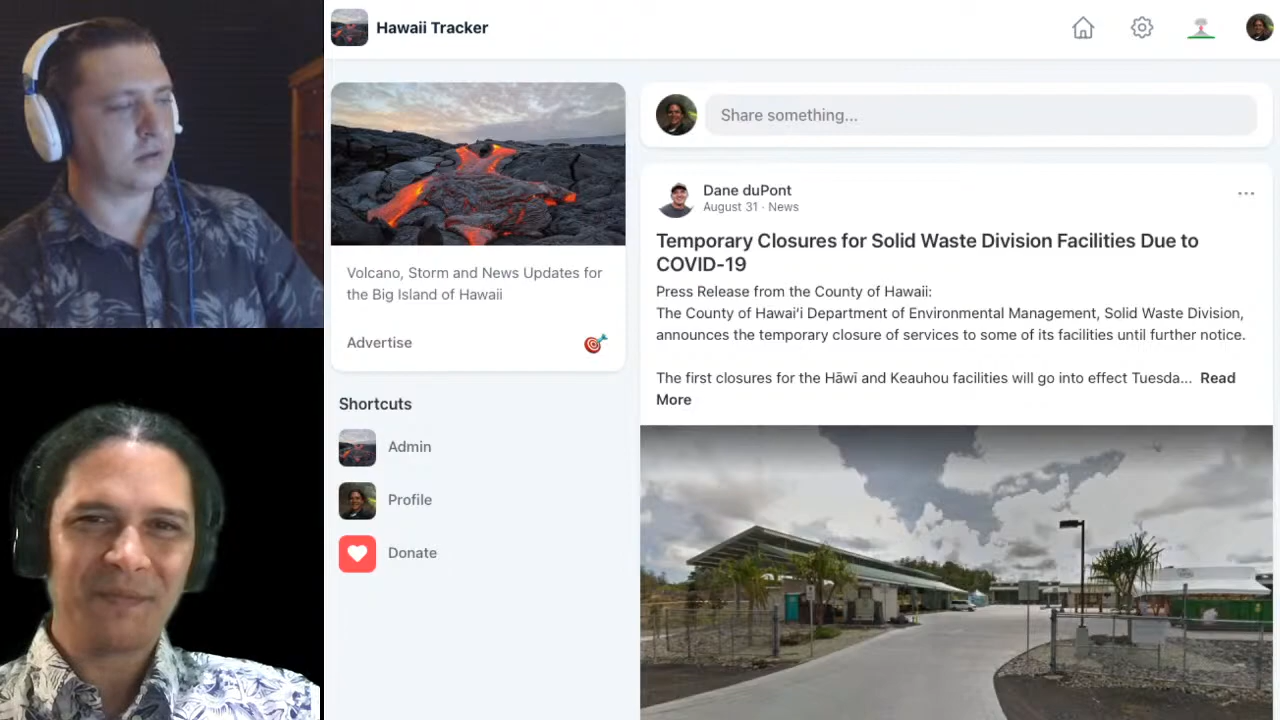 Hawaii Tracker
Volcano, Storm and News Updates for
the Big Island of Hawaii
Advertise
Shortcuts
Admin
Profile
Donate
Share something...
Dane duPont
August 31 · News
Temporary Closures for Solid Waste Division Facilities Due to
COVID-19
Press Release from the County of Hawaii:
The County of Hawaiʻi Department of Environmental Management, Solid Waste Division,
announces the temporary closure of services to some of its facilities until further notice.
The first closures for the Hāwī and Keauhou facilities will go into effect Tuesda... Read
More